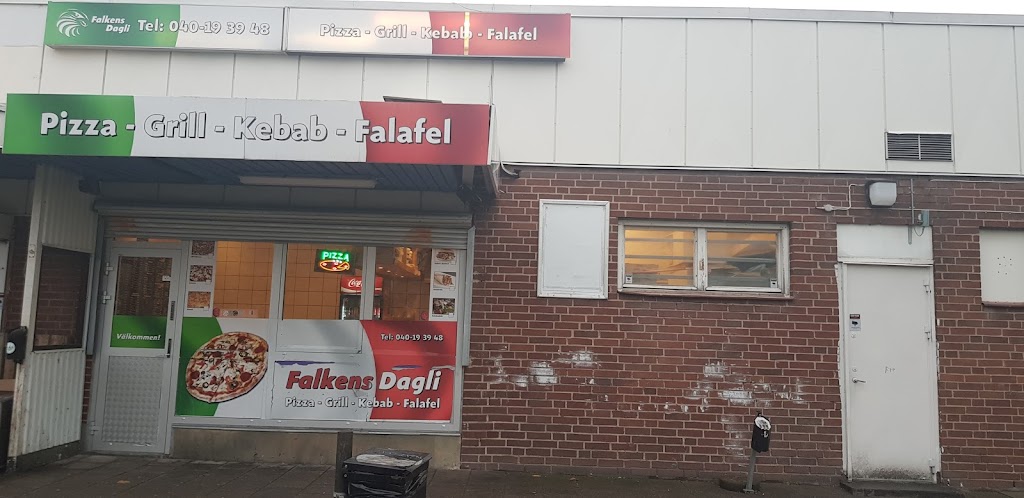 Falkens
Dagli
Tel: 040-19 39 48
Pizza - Grill - Kebab - Falafel
Pizza - Grill - Kebab - Falafel
PIZZA
Välkommen!
Tel: 040-19 39 48
Falkens Dagli
Pizza - Grill - Kebab - Falafel